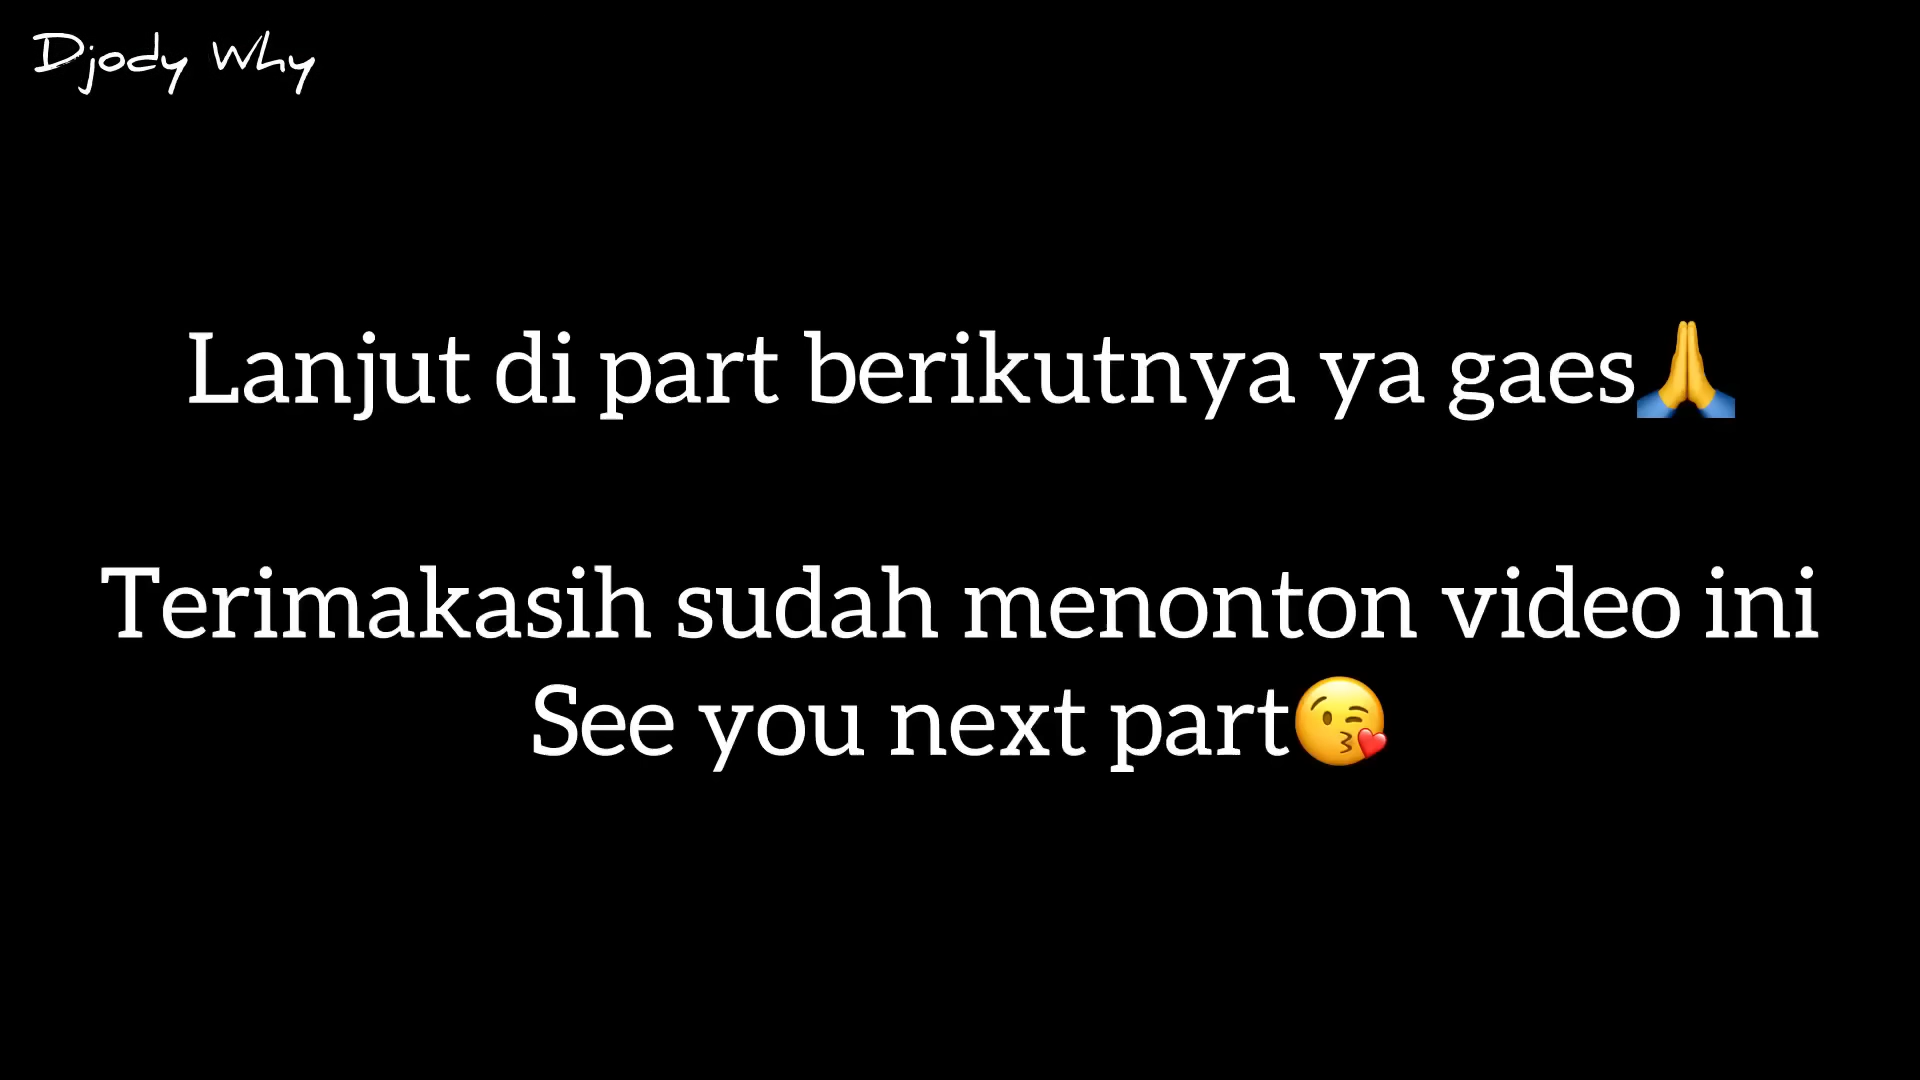 Djody Why
Lanjut di part berikutnya ya gaes🙏
Terimakasih sudah menonton video ini
See you next part😘